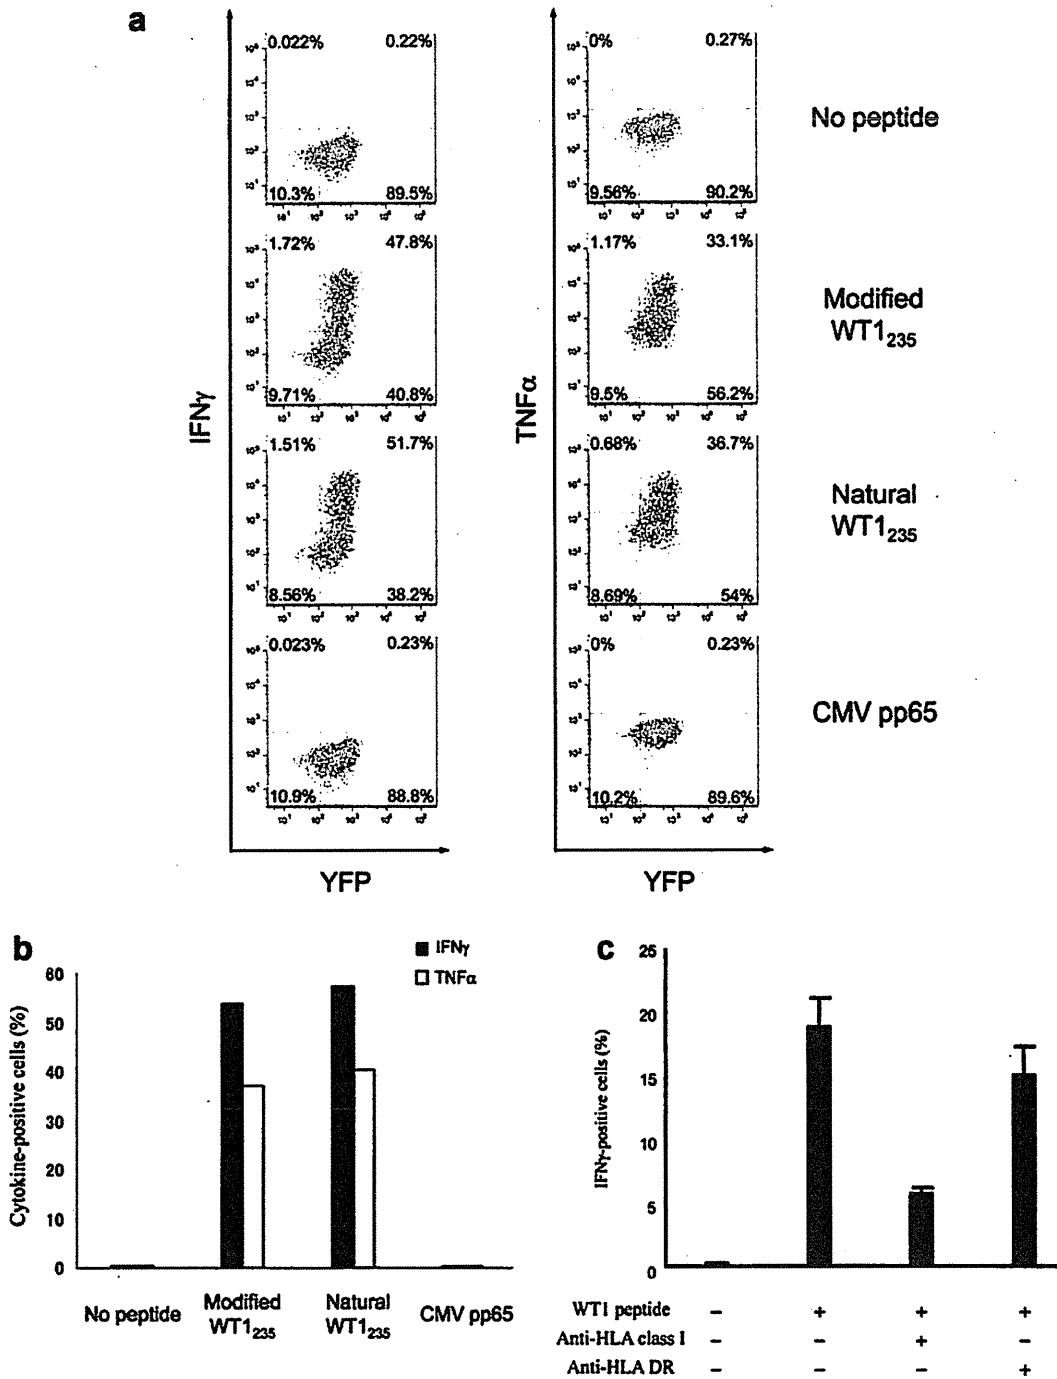 a
0.022% 0.22%
10.3% 89.5%
0% 0.27%
9.56% 90.2%
No peptide
1.72% 47.8%
9.71% 40.8%
1.17% 33.1%
9.5% 56.2%
Modified
WT1₂₃₅
IFNγ
TNFα
1.51% 51.7%
8.56% 38.2%
0.68% 36.7%
8.69% 54%
Natural
WT1₂₃₅
0.023% 0.23%
10.9% 88.8%
0% 0.23%
10.2% 89.6%
CMV pp65
YFP
YFP
b
IFNγ
TNFα
Cytokine-positive cells (%)
60
50
40
30
20
10
0
No peptide
Modified
WT1₂₃₅
Natural
WT1₂₃₅
CMV pp65
c
IFNγ-positive cells (%)
25
20
15
10
5
0
WT1 peptide – + + +
Anti-HLA class I – – + –
Anti-HLA DR – – – +